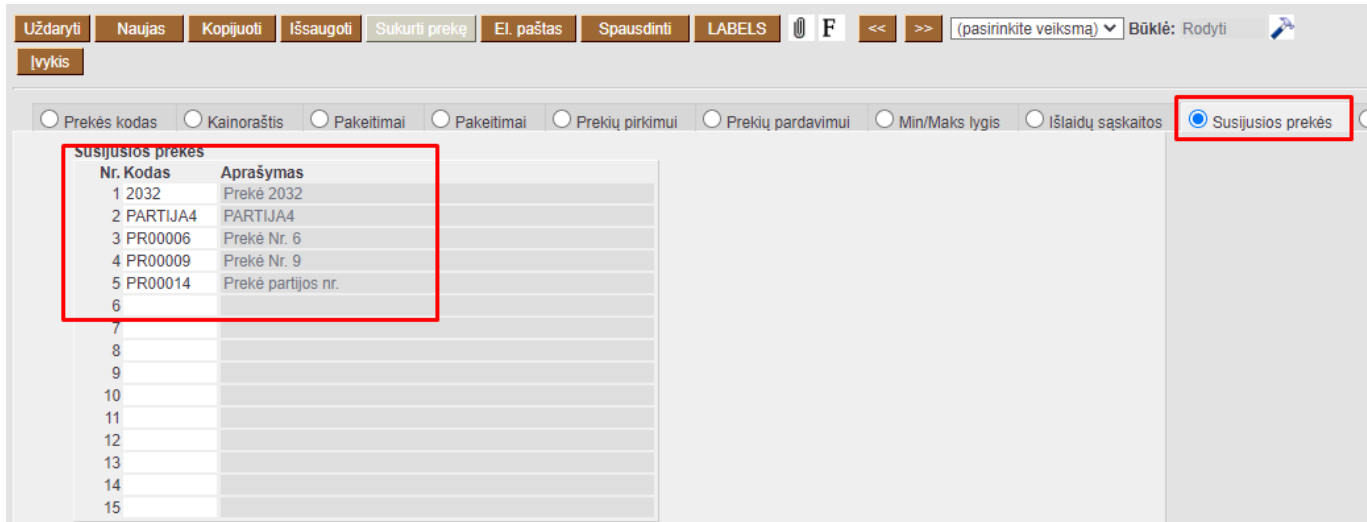 Uždaryti Naujas Kopijuoti Išsaugoti Sukurti prekę El. paštas Spausdinti LABELS F << >> (pasirinkite veiksmą) Būklė: Rodyti
Įvykis
Prekės kodas Kainoraštis Pakeitimai Pakeitimai Prekių pirkimui Prekių pardavimui Min/Maks lygis Išlaidų sąskaitos Susijusios prekės
Susijusios prekės
Nr. Kodas Aprašymas
1 2032 Prekė 2032
2 PARTIJA4 PARTIJA4
3 PR00006 Prekė Nr. 6
4 PR00009 Prekė Nr. 9
5 PR00014 Prekė partijos nr.
6
7
8
9
10
11
12
13
14
15